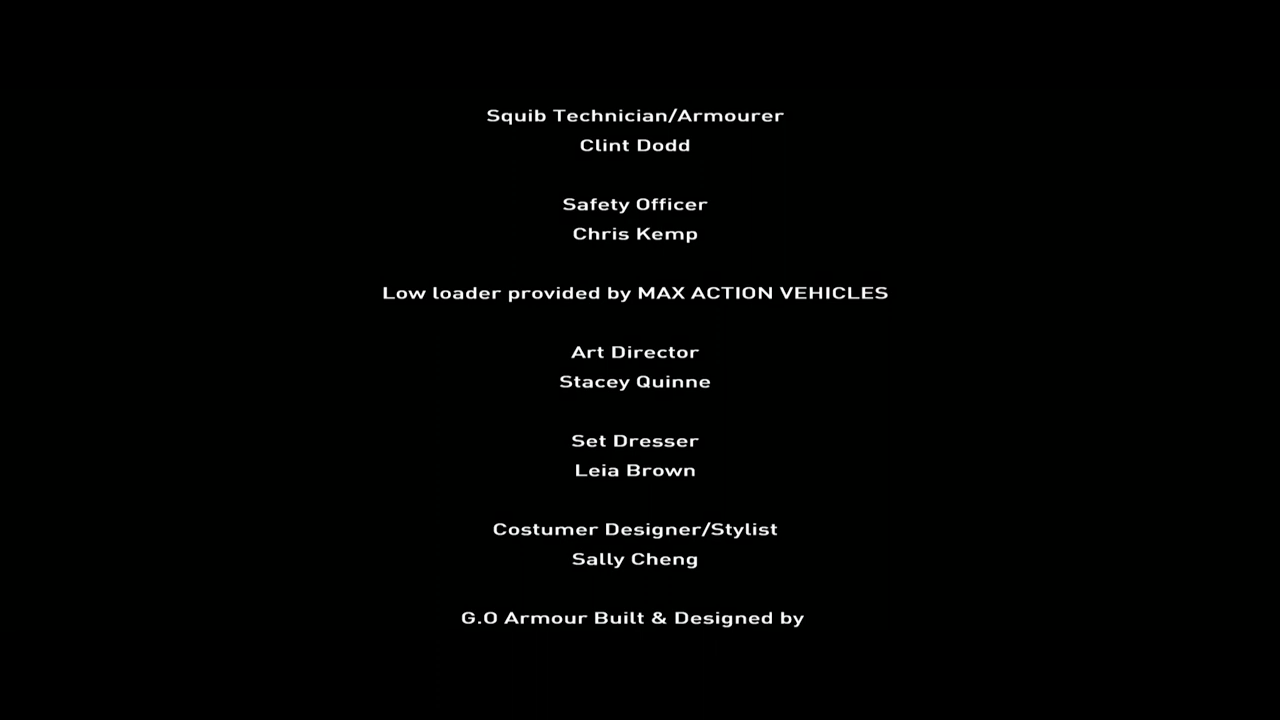 Squib Technician/Armourer
Clint Dodd
Safety Officer
Chris Kemp
Low loader provided by MAX ACTION VEHICLES
Art Director
Stacey Quinne
Set Dresser
Leia Brown
Costumer Designer/Stylist
Sally Cheng
G.O Armour Built & Designed by